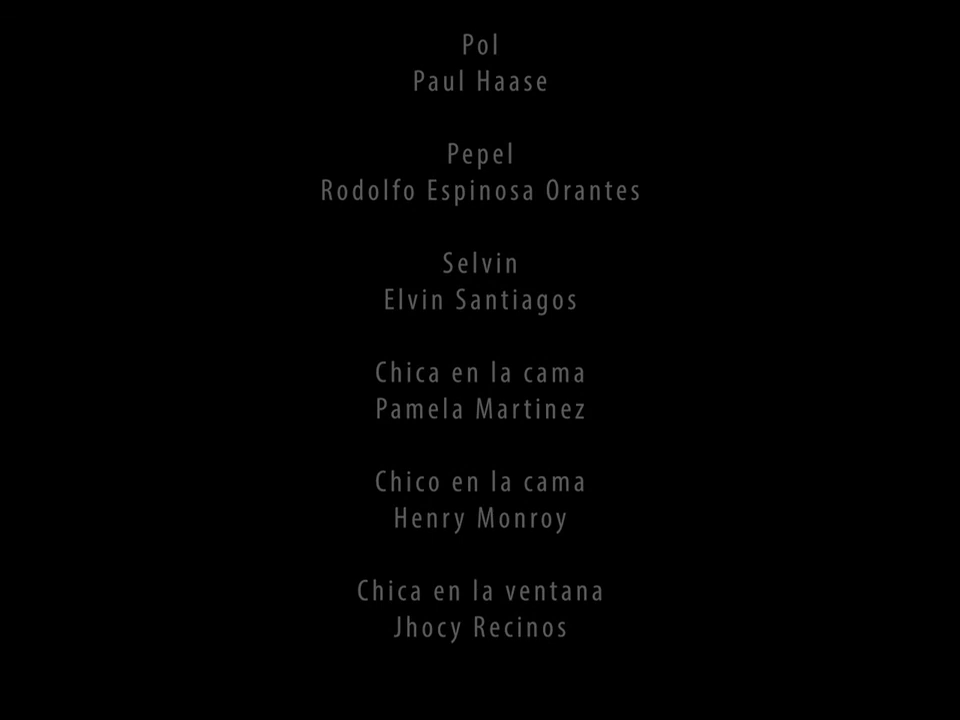 Pol
Paul Haase
Pepel
Rodolfo Espinosa Orantes
Selvin
Elvin Santiagos
Chica en la cama
Pamela Martinez
Chico en la cama
Henry Monroy
Chica en la ventana
Jhocy Recinos